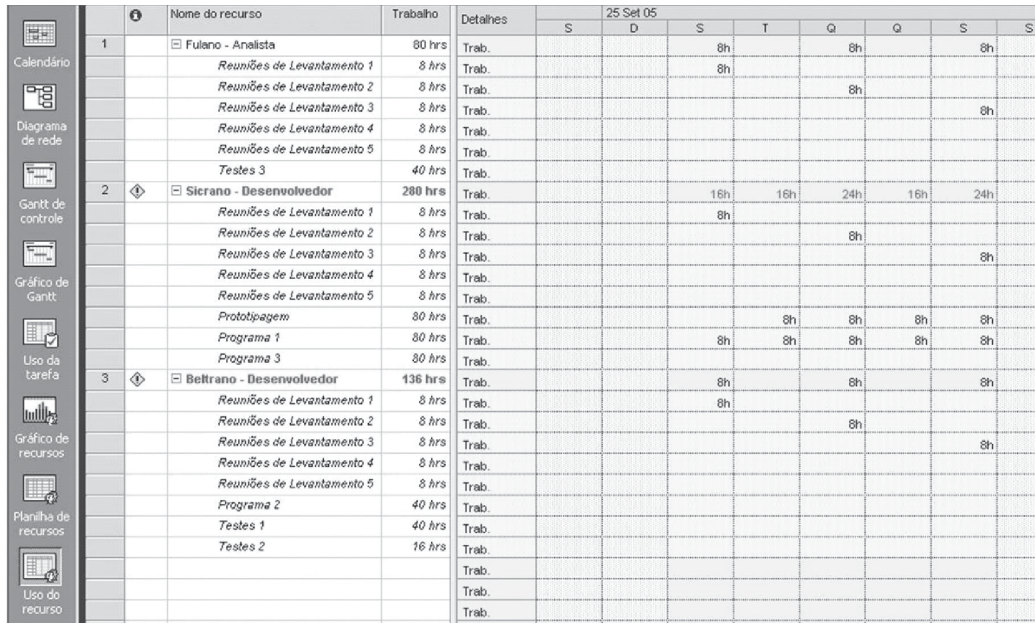 Nome do recurso Trabalho Detalhes 25 Set 05
S D S T Q Q S S
1 Fulano - Analista 80 hrs Trab. 8h 8h 8h
Reuniões de Levantamento 1 8 hrs Trab. 8h
Reuniões de Levantamento 2 8 hrs Trab. 8h
Reuniões de Levantamento 3 8 hrs Trab. 8h
Reuniões de Levantamento 4 8 hrs Trab.
Reuniões de Levantamento 5 8 hrs Trab.
Testes 3 40 hrs Trab.
2 Sicrano - Desenvolvedor 280 hrs Trab. 16h 16h 24h 16h 24h
Reuniões de Levantamento 1 8 hrs Trab. 8h
Reuniões de Levantamento 2 8 hrs Trab. 8h
Reuniões de Levantamento 3 8 hrs Trab. 8h
Reuniões de Levantamento 4 8 hrs Trab.
Reuniões de Levantamento 5 8 hrs Trab.
Prototipagem 80 hrs Trab. 8h 8h 8h 8h
Programa 1 80 hrs Trab. 8h 8h 8h 8h 8h
Programa 3 80 hrs Trab.
3 Beltrano - Desenvolvedor 136 hrs Trab. 8h 8h 8h
Reuniões de Levantamento 1 8 hrs Trab. 8h
Reuniões de Levantamento 2 8 hrs Trab. 8h
Reuniões de Levantamento 3 8 hrs Trab. 8h
Reuniões de Levantamento 4 8 hrs Trab.
Reuniões de Levantamento 5 8 hrs Trab.
Programa 2 40 hrs Trab.
Testes 1 40 hrs Trab.
Testes 2 16 hrs Trab.
Trab.
Trab.
Trab.
Calendário
Diagrama
de rede
Gantt de
controle
Gráfico de
Gantt
Uso da
tarefa
Gráfico de
recursos
Planilha de
recursos
Uso do
recurso